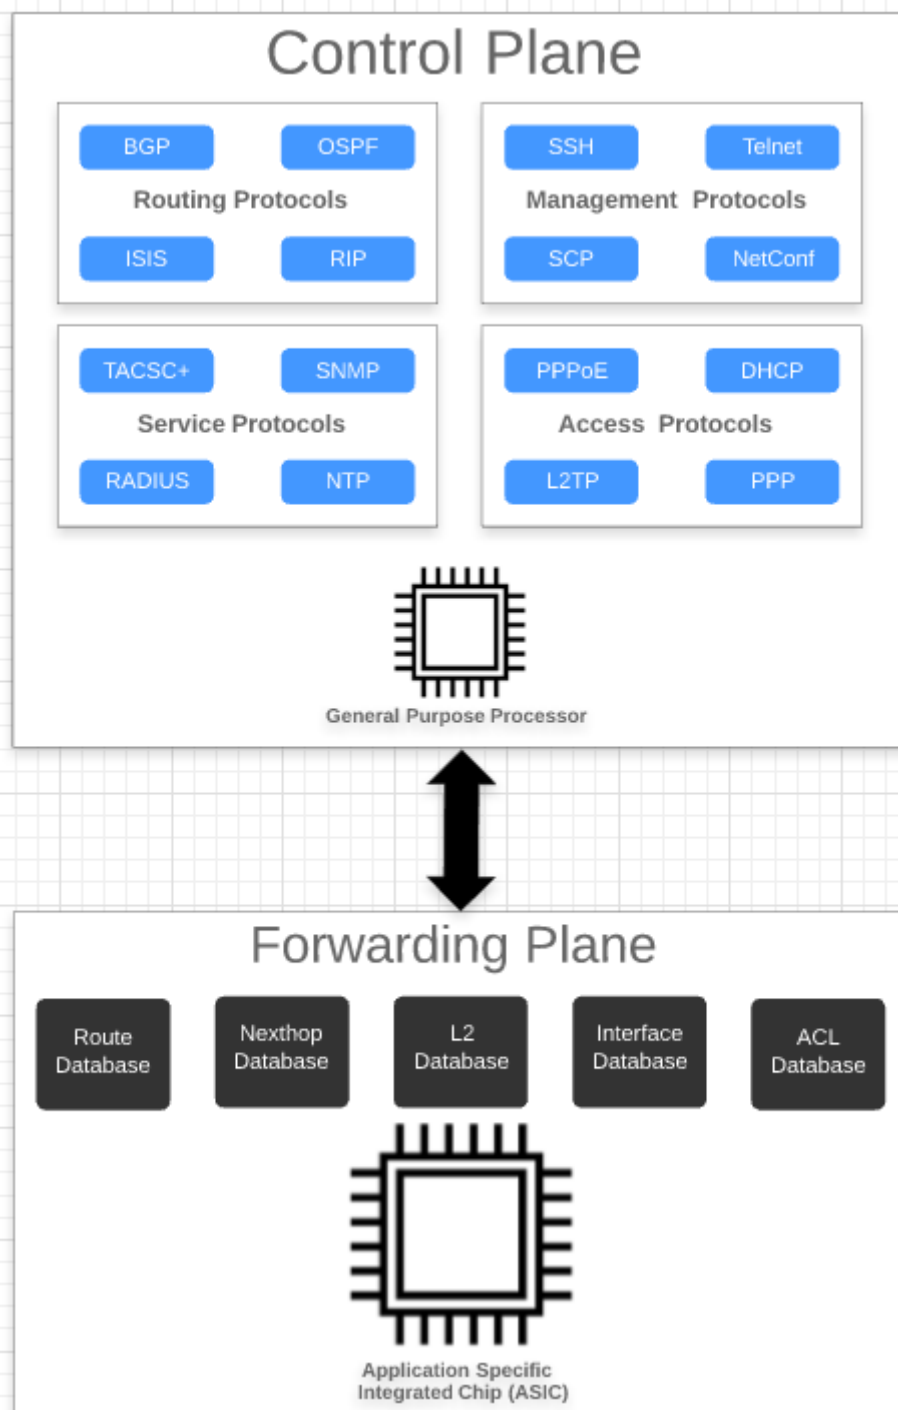 Control Plane
BGP
OSPF
Routing Protocols
ISIS
RIP
SSH
Telnet
Management Protocols
SCP
NetConf
TACSC+
SNMP
Service Protocols
RADIUS
NTP
PPPoE
DHCP
Access Protocols
L2TP
PPP
General Purpose Processor
Forwarding Plane
Route
Database
Nexthop
Database
L2
Database
Interface
Database
ACL
Database
Application Specific
Integrated Chip (ASIC)